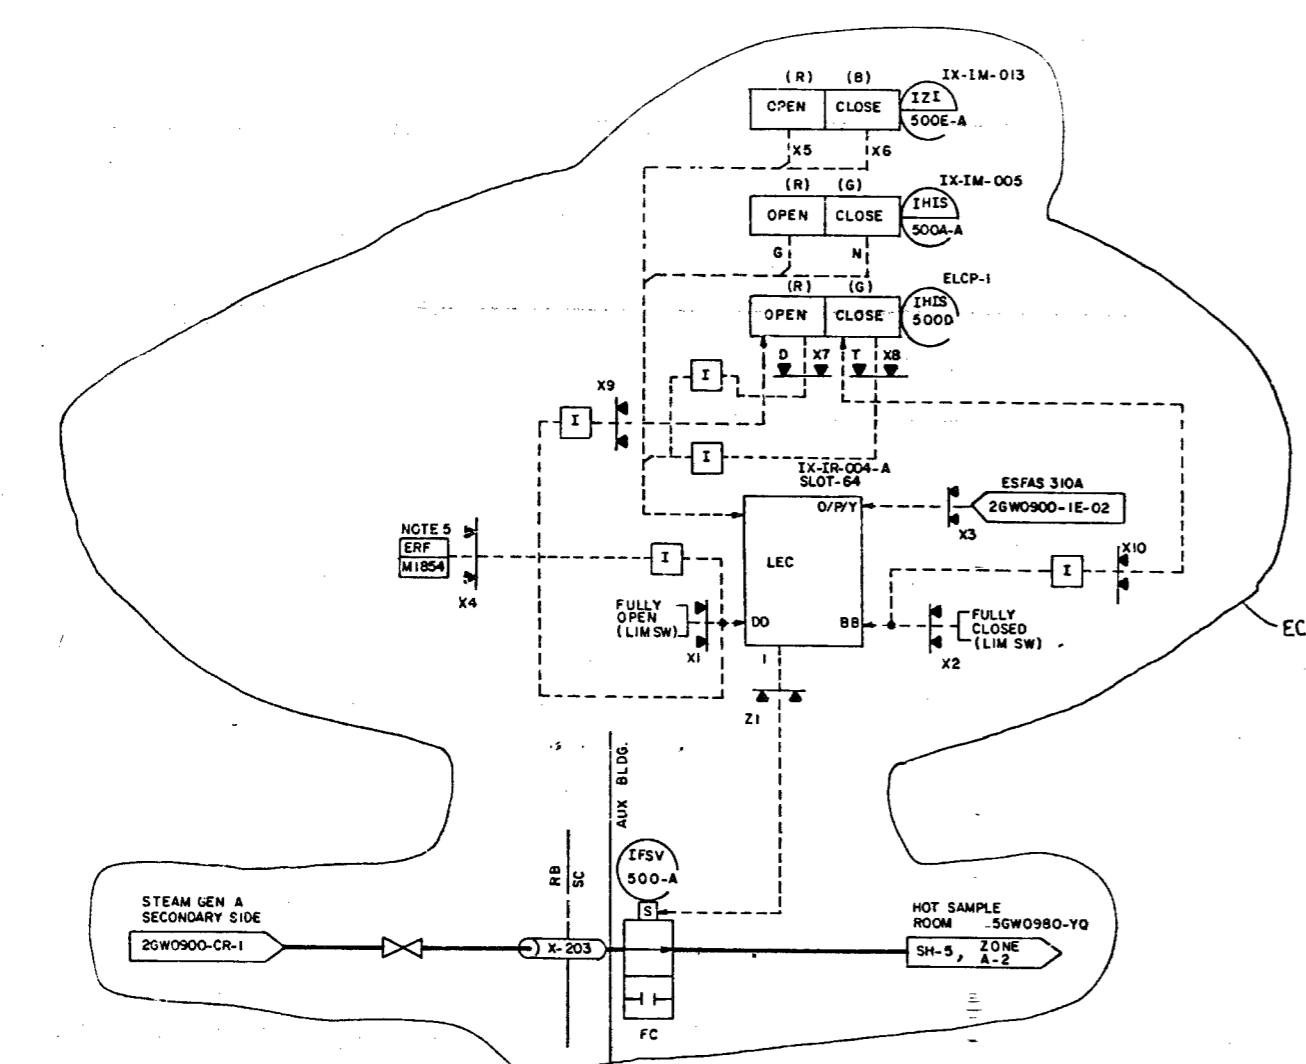 IX-IM-013
(R) (B)
OPEN CLOSE IZI
500E-A
X5 X6
IX-IM-005
(R) (G)
OPEN CLOSE IHIS
500A-A
G N
ELCP-1
(R) (G)
OPEN CLOSE IHIS
500D
D X7 T X8
I
X9
I
I
IX-IR-004-A
SLOT-64
O/P/Y
ESFAS 310A
2GW0900-1E-02
X3
NOTE 5
ERF
M1854
X4
I
LEC
I
X10
FULLY
OPEN
(LIM SW)
X1
DO
BB
FULLY
CLOSED
(LIM SW)
X2
EC
1
Z1
AUX BLDG.
RB
SC
IFSV
500-A
S
STEAM GEN A
SECONDARY SIDE
2GW0900-CR-1
X-203
HOT SAMPLE
ROOM 5GW0980-YQ
SH-5, ZONE
A-2
FC